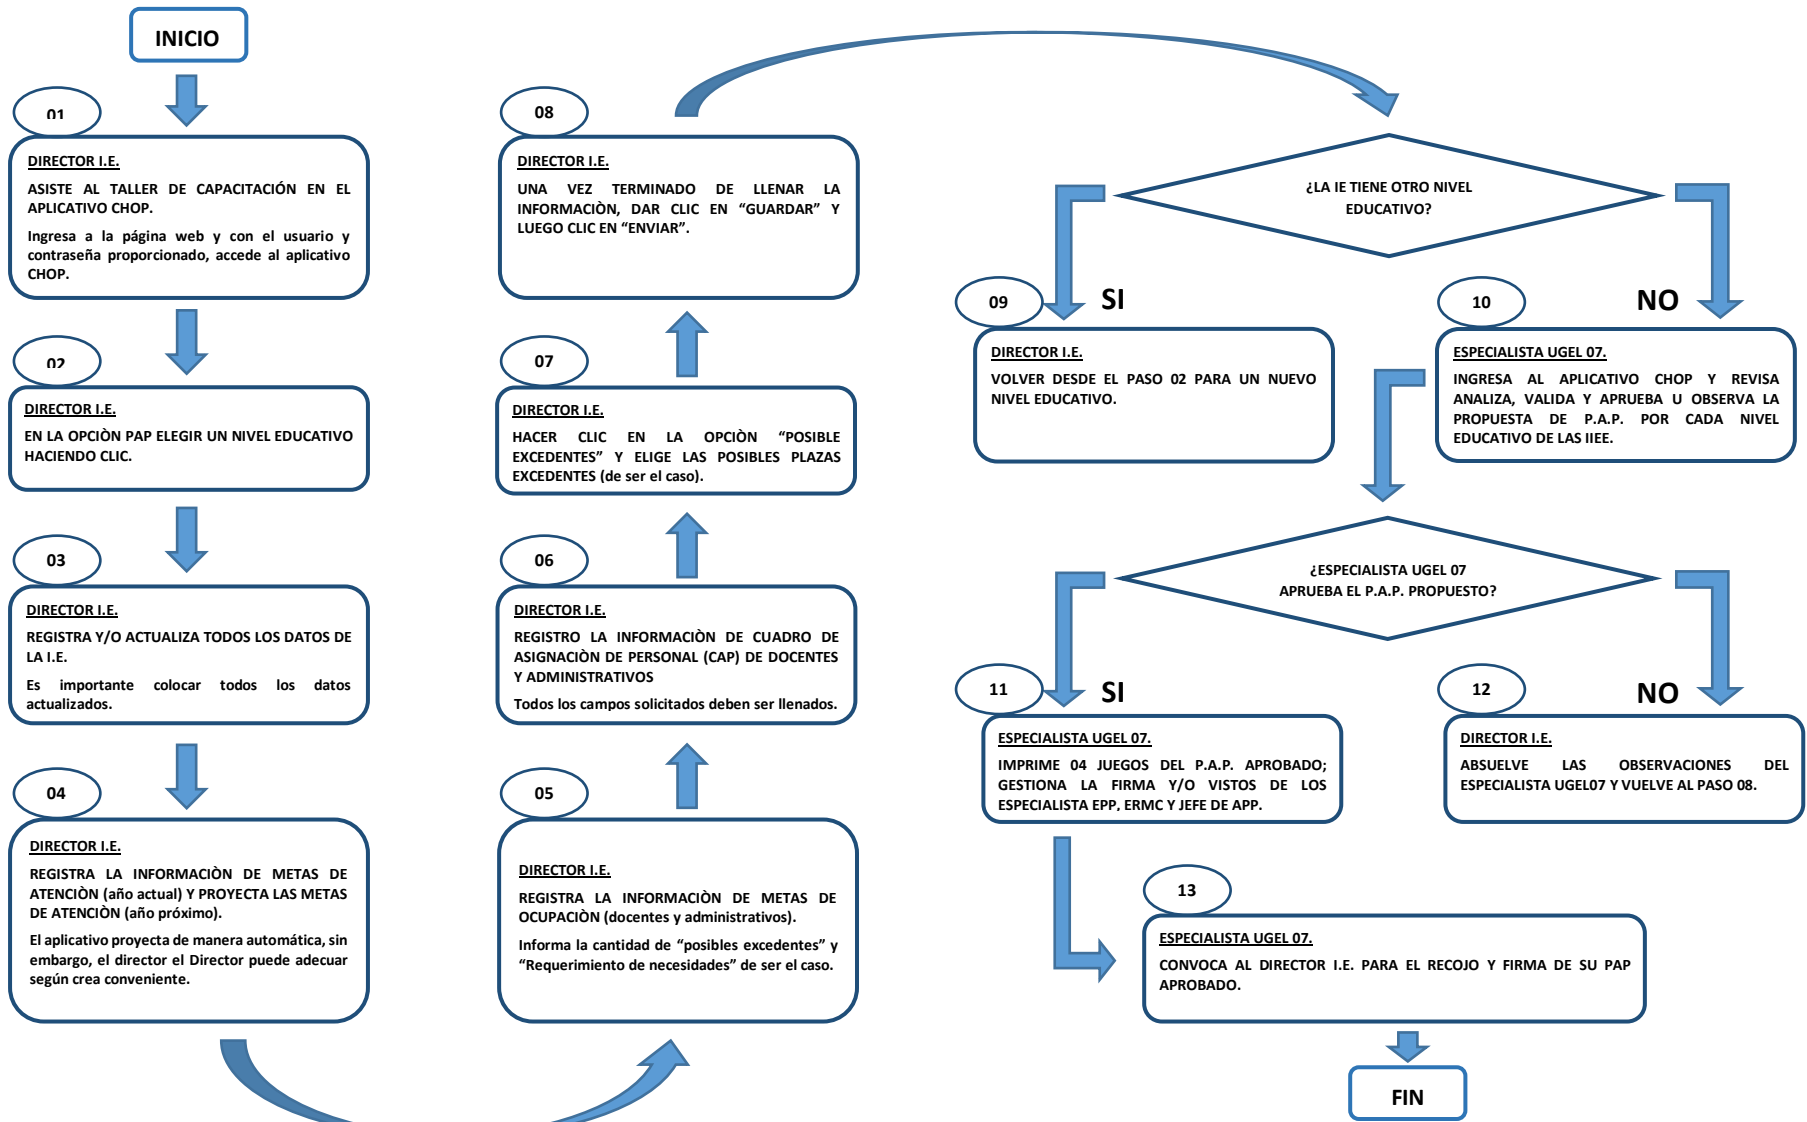 INICIO
01
DIRECTOR I.E.
ASISTE AL TALLER DE CAPACITACIÓN EN EL
APLICATIVO CHOP.
Ingresa a la página web y con el usuario y
contraseña proporcionado, accede al aplicativo
CHOP.
02
DIRECTOR I.E.
EN LA OPCIÒN PAP ELEGIR UN NIVEL EDUCATIVO
HACIENDO CLIC.
03
DIRECTOR I.E.
REGISTRA Y/O ACTUALIZA TODOS LOS DATOS DE
LA I.E.
Es importante colocar todos los datos
actualizados.
04
DIRECTOR I.E.
REGISTRA LA INFORMACIÒN DE METAS DE
ATENCIÒN (año actual) Y PROYECTA LAS METAS
DE ATENCIÒN (año próximo).
El aplicativo proyecta de manera automática, sin
embargo, el director el Director puede adecuar
según crea conveniente.
05
DIRECTOR I.E.
REGISTRA LA INFORMACIÒN DE METAS DE
OCUPACIÒN (docentes y administrativos).
Informa la cantidad de “posibles excedentes” y
“Requerimiento de necesidades” de ser el caso.
06
DIRECTOR I.E.
REGISTRO LA INFORMACIÒN DE CUADRO DE
ASIGNACIÒN DE PERSONAL (CAP) DE DOCENTES
Y ADMINISTRATIVOS
Todos los campos solicitados deben ser llenados.
07
DIRECTOR I.E.
HACER CLIC EN LA OPCIÒN “POSIBLE
EXCEDENTES” Y ELIGE LAS POSIBLES PLAZAS
EXCEDENTES (de ser el caso).
08
DIRECTOR I.E.
UNA VEZ TERMINADO DE LLENAR LA
INFORMACIÒN, DAR CLIC EN “GUARDAR” Y
LUEGO CLIC EN “ENVIAR”.
¿LA IE TIENE OTRO NIVEL
EDUCATIVO?
SI
NO
09
DIRECTOR I.E.
VOLVER DESDE EL PASO 02 PARA UN NUEVO
NIVEL EDUCATIVO.
10
ESPECIALISTA UGEL 07.
INGRESA AL APLICATIVO CHOP Y REVISA
ANALIZA, VALIDA Y APRUEBA U OBSERVA LA
PROPUESTA DE P.A.P. POR CADA NIVEL
EDUCATIVO DE LAS IIEE.
¿ESPECIALISTA UGEL 07
APRUEBA EL P.A.P. PROPUESTO?
SI
NO
11
ESPECIALISTA UGEL 07.
IMPRIME 04 JUEGOS DEL P.A.P. APROBADO;
GESTIONA LA FIRMA Y/O VISTOS DE LOS
ESPECIALISTA EPP, ERMC Y JEFE DE APP.
12
DIRECTOR I.E.
ABSUELVE LAS OBSERVACIONES DEL
ESPECIALISTA UGEL07 Y VUELVE AL PASO 08.
13
ESPECIALISTA UGEL 07.
CONVOCA AL DIRECTOR I.E. PARA EL RECOJO Y FIRMA DE SU PAP
APROBADO.
FIN